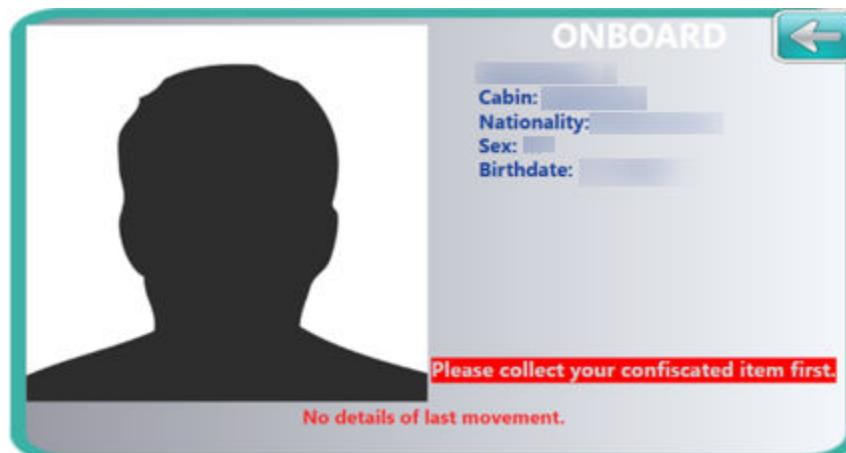 ONBOARD
Cabin:
Nationality:
Sex:
Birthdate:
Please collect your confiscated item first.
No details of last movement.